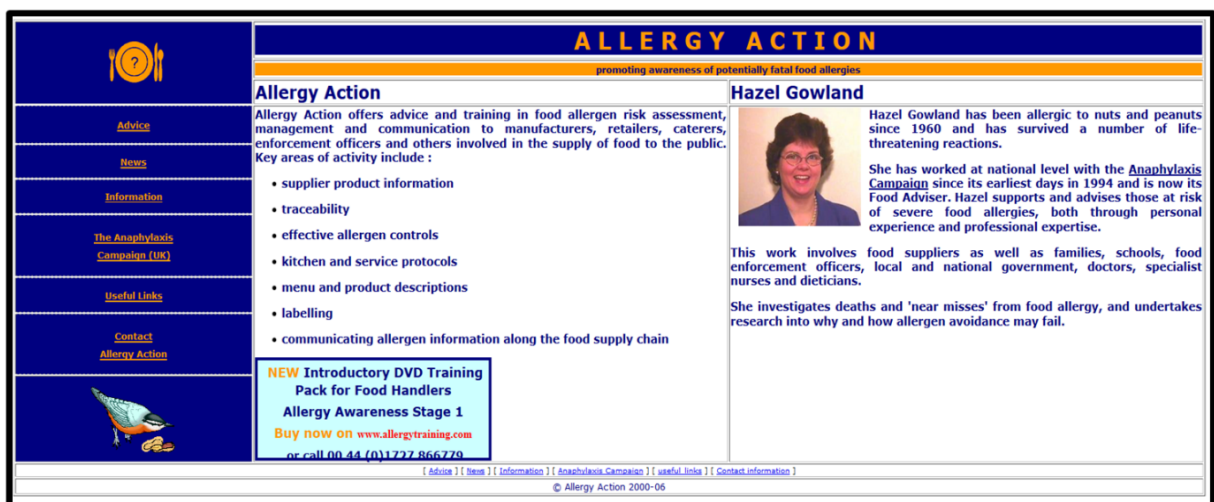 ?
Advice
News
Information
The Anaphylaxis
Campaign (UK)
Useful Links
Contact
Allergy Action
ALLERGY ACTION
promoting awareness of potentially fatal food allergies
Allergy Action
Allergy Action offers advice and training in food allergen risk assessment,
management and communication to manufacturers, retailers, caterers,
enforcement officers and others involved in the supply of food to the public.
Key areas of activity include :
• supplier product information
• traceability
• effective allergen controls
• kitchen and service protocols
• menu and product descriptions
• labelling
• communicating allergen information along the food supply chain
NEW Introductory DVD Training
Pack for Food Handlers
Allergy Awareness Stage 1
Buy now on www.allergytraining.com
or call 00 44 (0)1727 866779
Hazel Gowland
Hazel Gowland has been allergic to nuts and peanuts
since 1960 and has survived a number of life-
threatening reactions.
She has worked at national level with the Anaphylaxis
Campaign since its earliest days in 1994 and is now its
Food Adviser. Hazel supports and advises those at risk
of severe food allergies, both through personal
experience and professional expertise.
This work involves food suppliers as well as families, schools, food
enforcement officers, local and national government, doctors, specialist
nurses and dieticians.
She investigates deaths and 'near misses' from food allergy, and undertakes
research into why and how allergen avoidance may fail.
[ Advice ] [ News ] [ Information ] [ Anaphylaxis Campaign ] [ useful links ] [ Contact information ]
© Allergy Action 2000-06